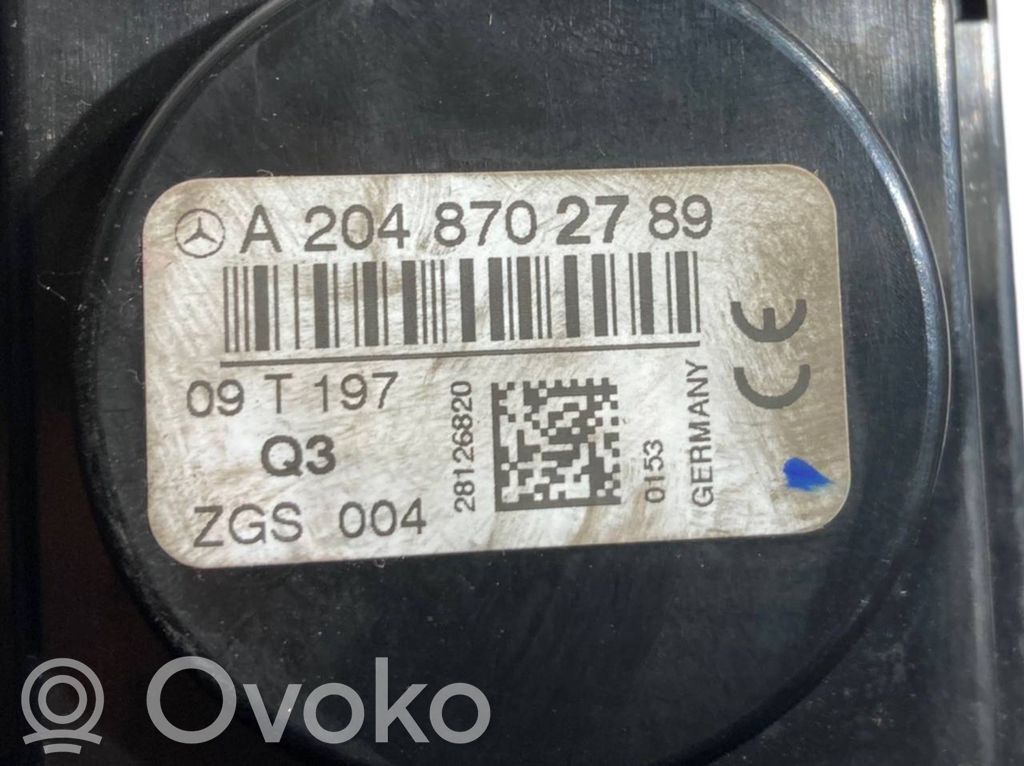 A 204 870 27 89
09 T 197
Q3
ZGS 004
28126820
0153
GERMANY
CE
Ovoko